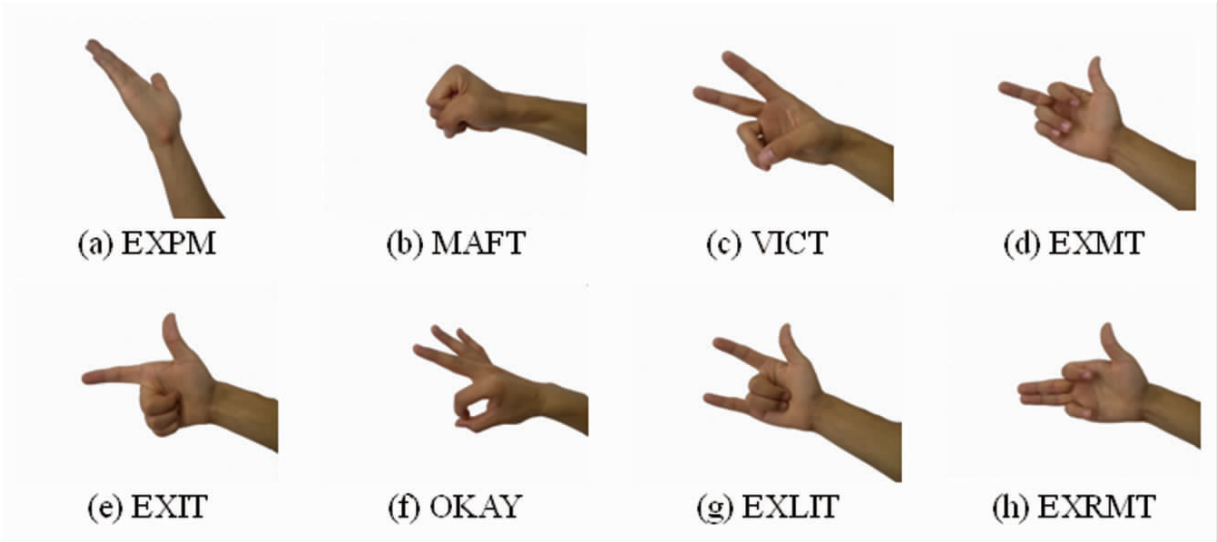 (a) EXPM
(b) MAFT
(c) VICT
(d) EXMT
(e) EXIT
(f) OKAY
(g) EXLIT
(h) EXRMT